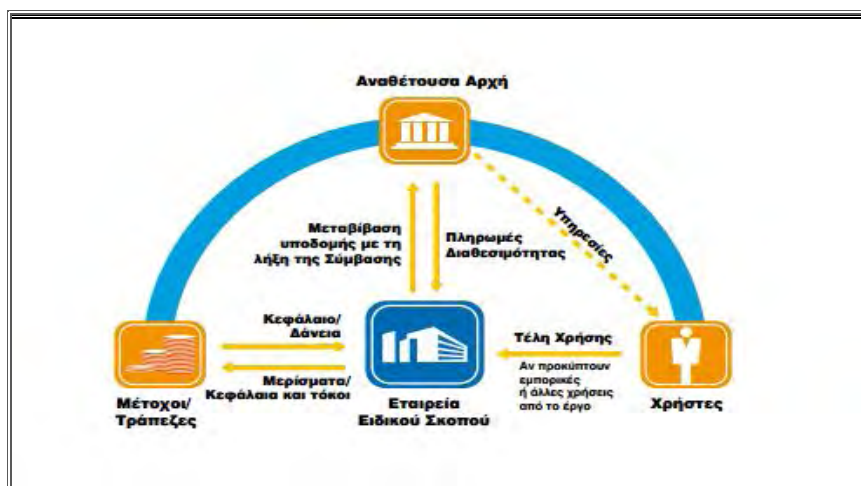 Αναθέτουσα Αρχή
Μεταβίβαση
υποδομής με τη
λήξη της Σύμβασης
Πληρωμές
Διαθεσιμότητας
Υπηρεσίες
Κεφάλαιο/
Δάνεια
Μερίσματα/
Κεφάλαια και τόκοι
Τέλη Χρήσης
Αν προκύπτουν
εμπορικές
ή άλλες χρήσεις
από το έργο
Μέτοχοι/
Τράπεζες
Εταιρεία
Ειδικού Σκοπού
Χρήστες